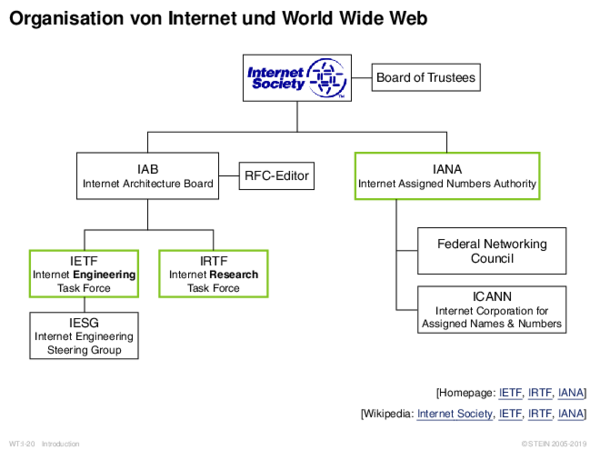 Organisation von Internet und World Wide Web
Internet
Society
TM
Board of Trustees
IAB
Internet Architecture Board
RFC-Editor
IANA
Internet Assigned Numbers Authority
IETF
Internet Engineering
Task Force
IRTF
Internet Research
Task Force
Federal Networking
Council
IESG
Internet Engineering
Steering Group
ICANN
Internet Corporation for
Assigned Names & Numbers
[Homepage: IETF, IRTF, IANA]
[Wikipedia: Internet Society, IETF, IRTF, IANA]
WT:I-20 Introduction
© STEIN 2005-2019